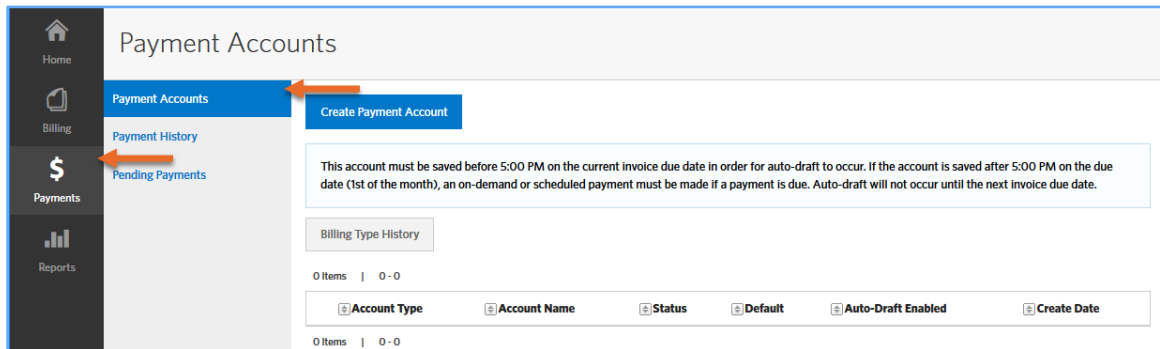 Home
Billing
$
Payments
Reports
Payment Accounts
Payment Accounts
Payment History
Pending Payments
Create Payment Account
This account must be saved before 5:00 PM on the current invoice due date in order for auto-draft to occur. If the account is saved after 5:00 PM on the due
date (1st of the month), an on-demand or scheduled payment must be made if a payment is due. Auto-draft will not occur until the next invoice due date.
Billing Type History
0 Items | 0 - 0
Account Type Account Name Status Default Auto-Draft Enabled Create Date
0 Items | 0 - 0